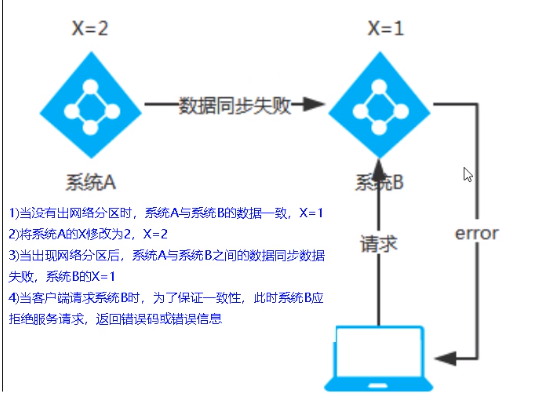 X=2
X=1
数据同步失败
系统A
系统B
1)当没有出网络分区时，系统A与系统B的数据一致，X=1
2)将系统A的X修改为2，X=2
3)当出现网络分区后，系统A与系统B之间的数据同步数据
失败，系统B的X=1
4)当客户端请求系统B时，为了保证一致性，此时系统B应
拒绝服务请求，返回错误码或错误信息
请求
error